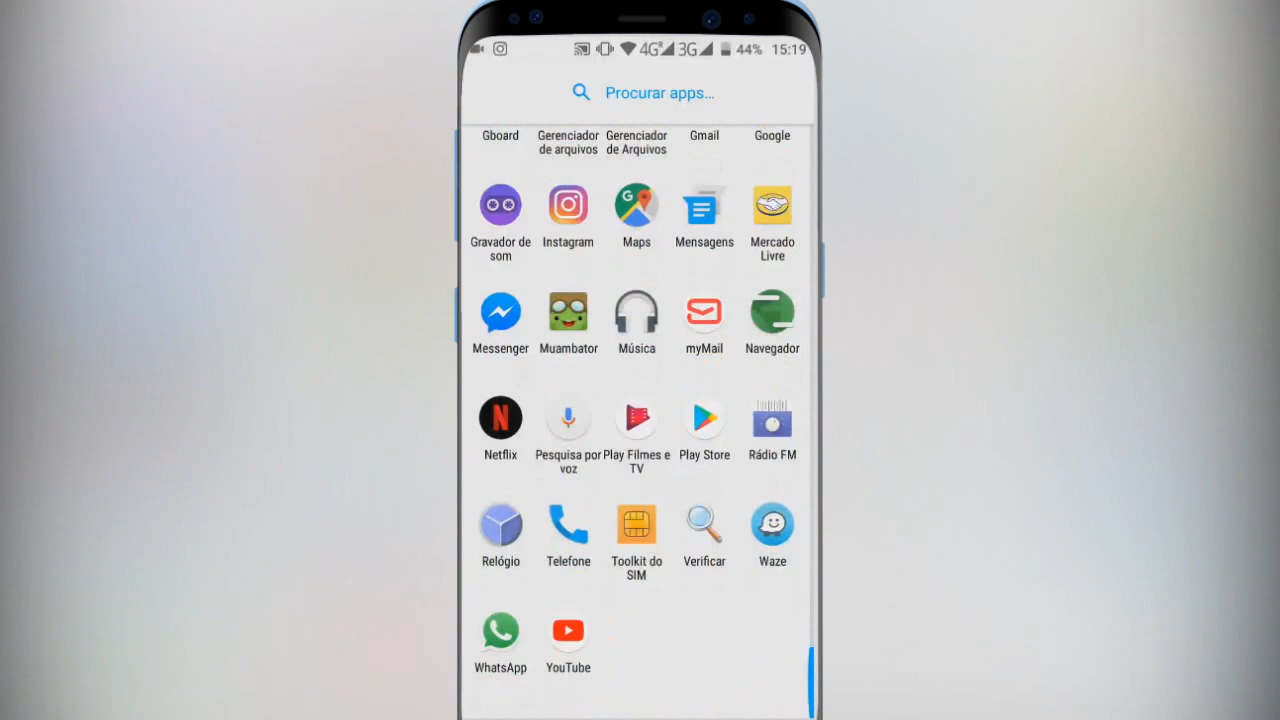 4G 3G 44% 15:19
Procurar apps...
Gboard Gerenciador de arquivos Gerenciador de Arquivos Gmail Google
Gravador de som Instagram Maps Mensagens Mercado Livre
Messenger Muambator Música myMail Navegador
Netflix Pesquisa por voz Play Filmes e TV Play Store Rádio FM
Relógio Telefone Toolkit do SIM Verificar Waze
WhatsApp YouTube